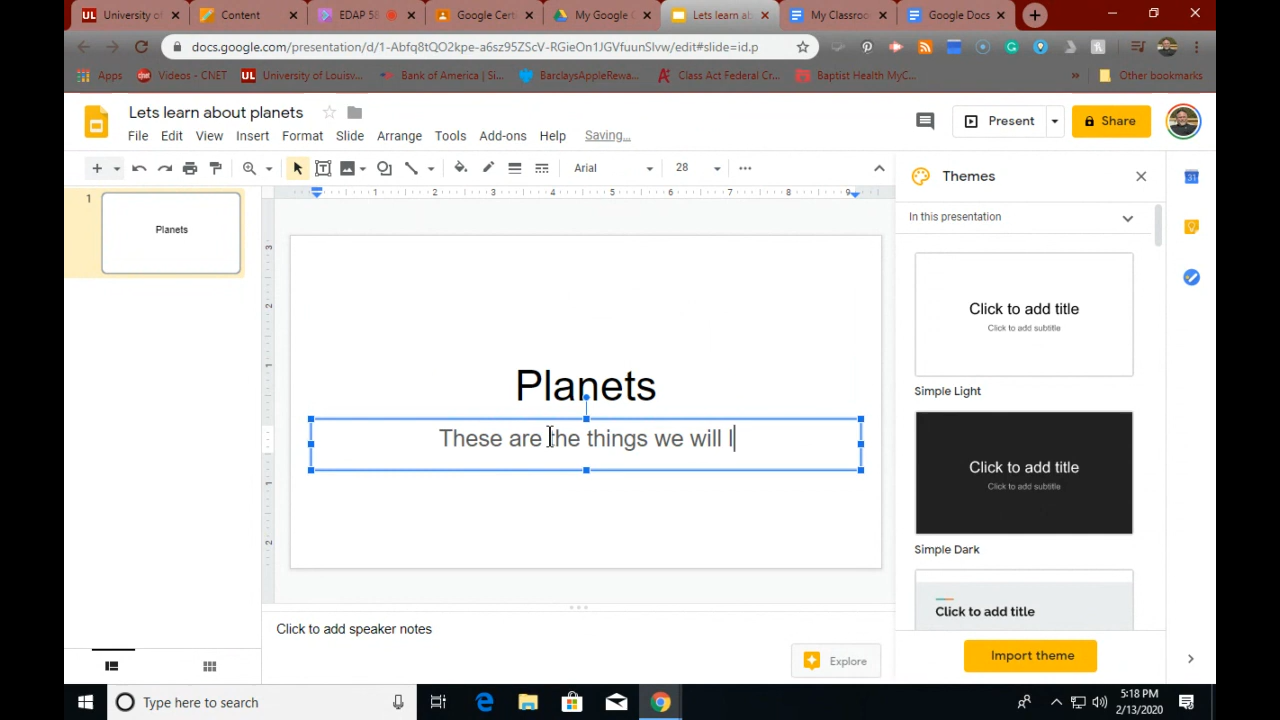 University of
Content
EDAP 58
Google Cert
My Google C
Lets learn ab
My Classroo
Google Docs
docs.google.com/presentation/d/1-Abfq8tQO2kpe-a6sz95ZScV-RGieOn1JGVfuunSlvw/edit#slide=id.p
Apps
Videos - CNET
University of Louisv...
Bank of America | Si...
BarclaysAppleRewa...
Class Act Federal Cr...
Baptist Health MyC...
»
Other bookmarks
Lets learn about planets
File Edit View Insert Format Slide Arrange Tools Add-ons Help Saving...
Present
Share
Arial
28
Themes
In this presentation
1
Planets
Planets
These are the things we will l
Click to add title
Click to add subtitle
Simple Light
Click to add title
Click to add subtitle
Simple Dark
Click to add title
Import theme
Click to add speaker notes
Explore
Type here to search
5:18 PM
2/13/2020